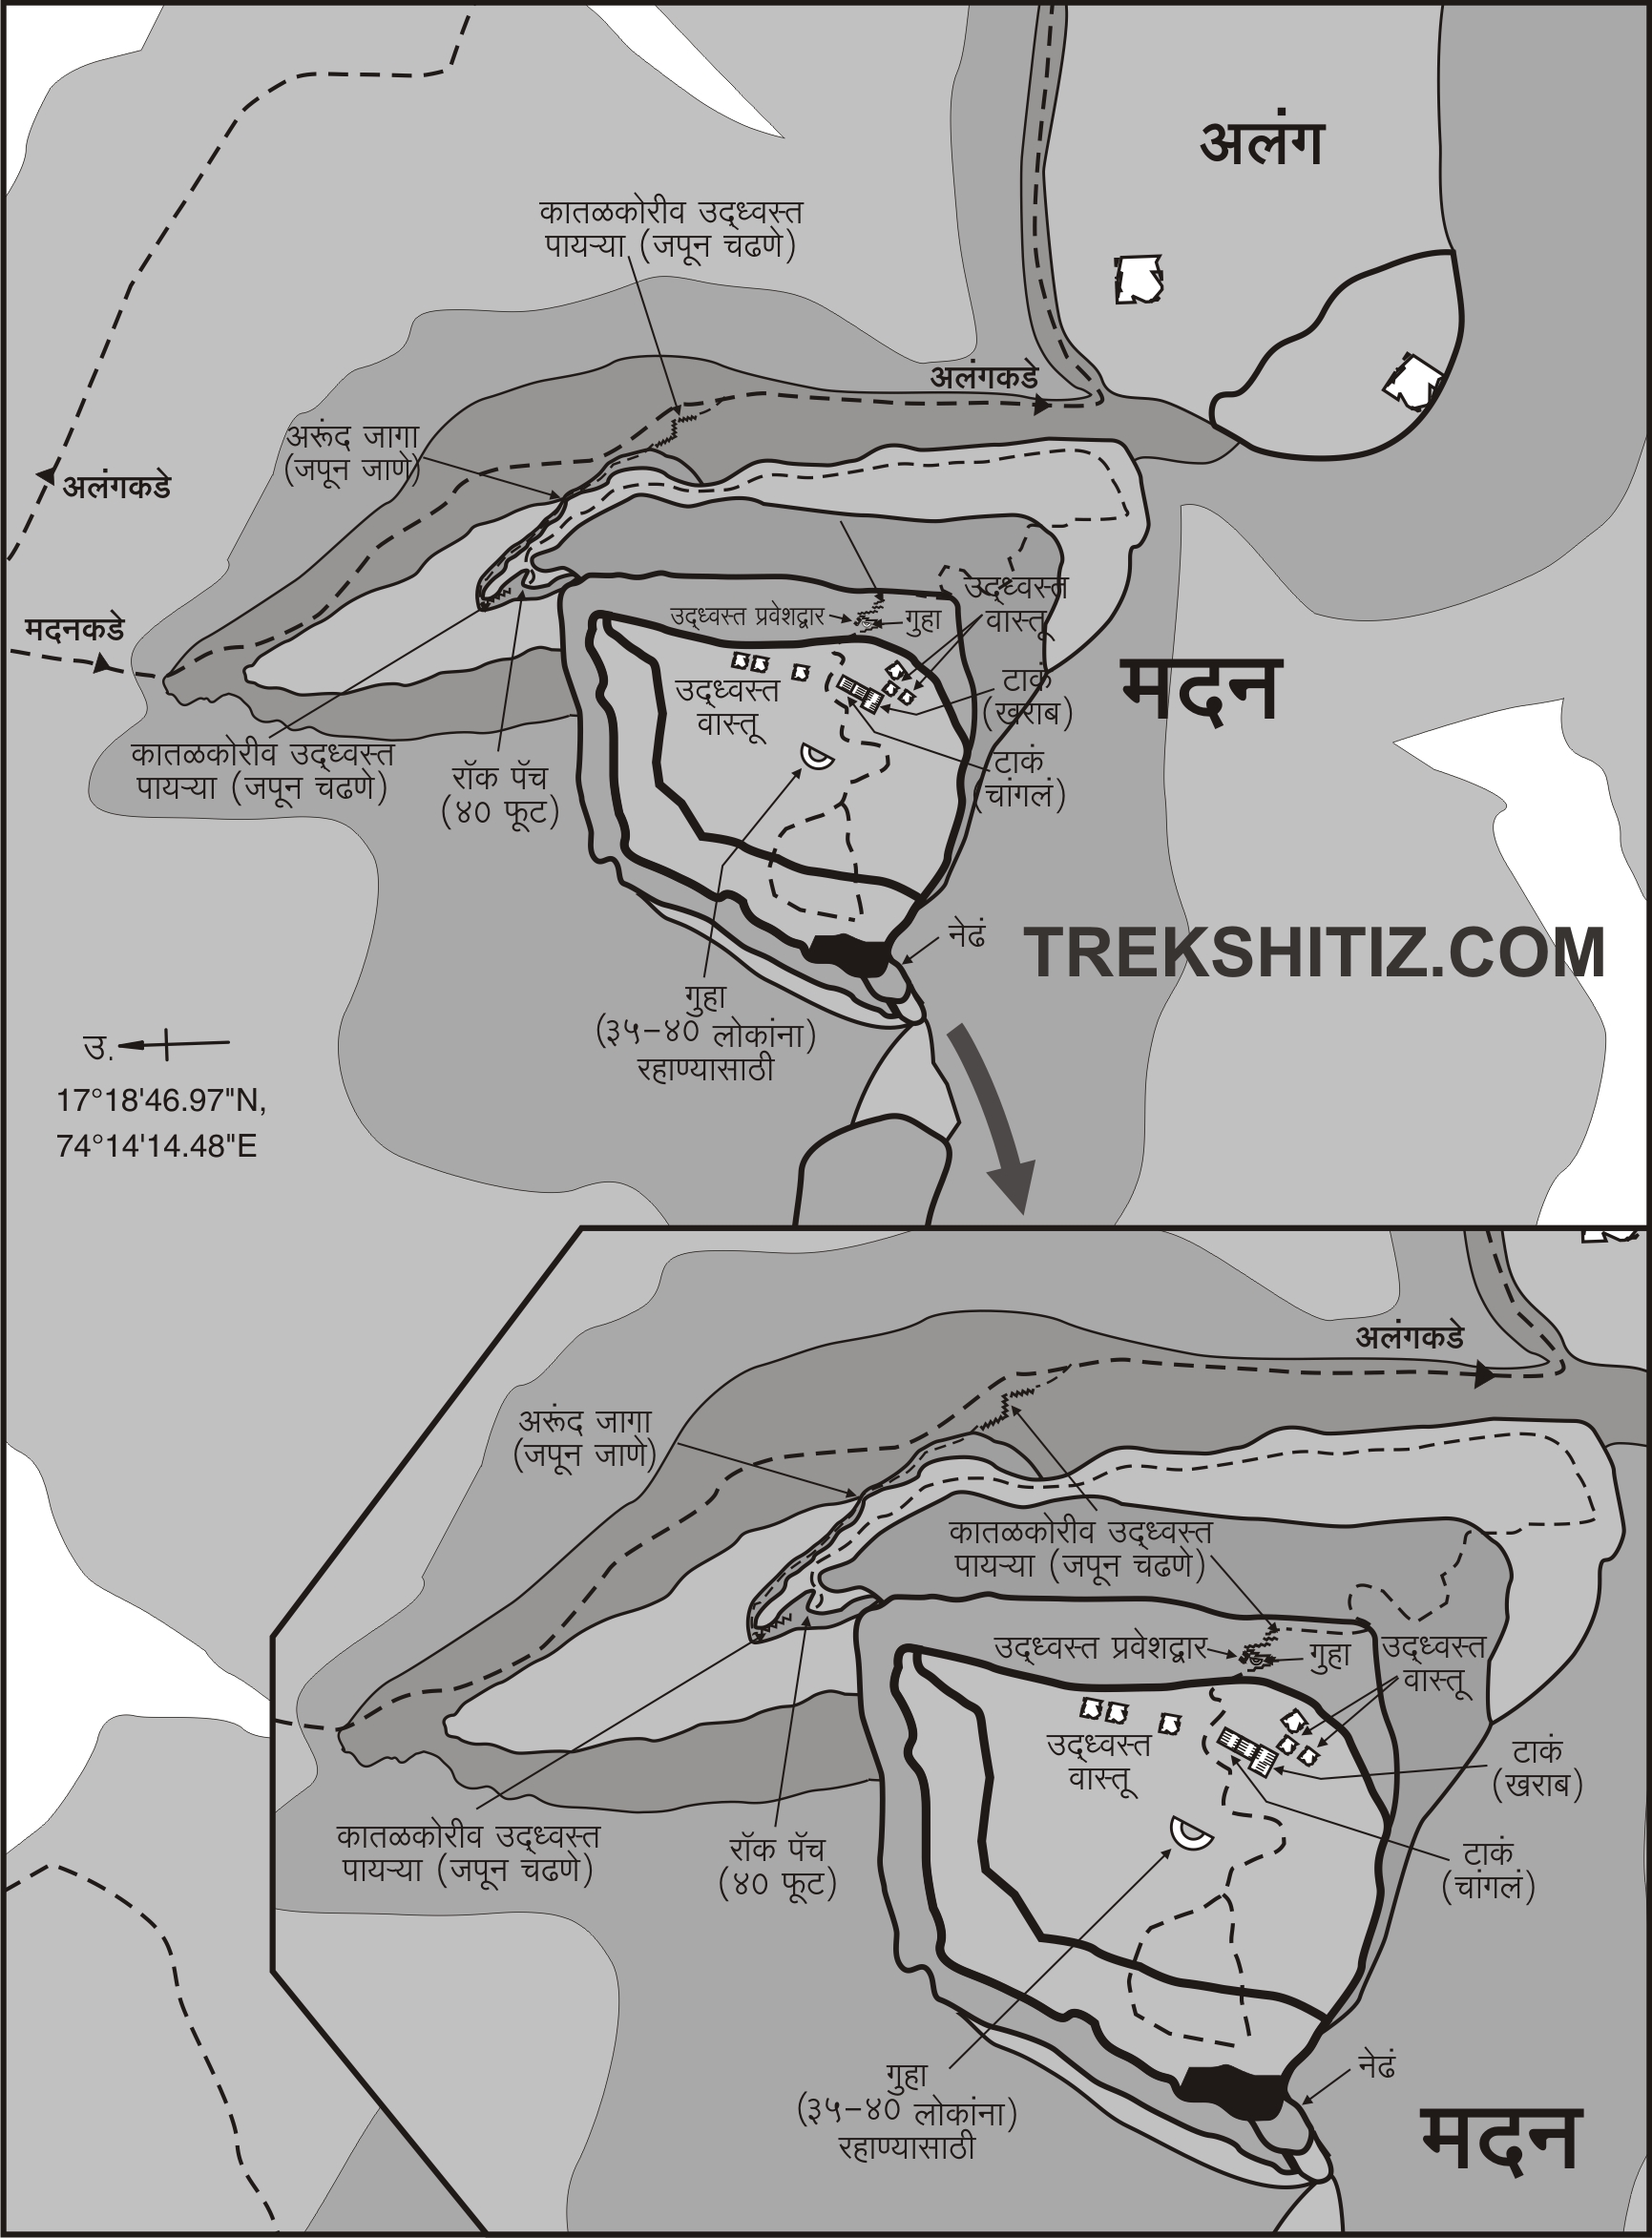 अलंग
कातळकोरीव उद्ध्वस्त
पायऱ्या (जपून चढणे)
अलंगकडे
अरूंद जागा
(जपून जाणे)
अलंगकडे
उद्ध्वस्त
वास्तू
उद्ध्वस्त प्रवेशद्वार
गुहा
मदनकडे
मदन
उद्ध्वस्त
वास्तू
टाकं
(खराब)
कातळकोरीव उद्ध्वस्त
पायऱ्या (जपून चढणे)
रॉक पॅच
(४० फूट)
टाकं
(चांगलं)
नेढं
TREKSHITIZ.COM
गुहा
(३५-४० लोकांना)
रहाण्यासाठी
उ.
17°18'46.97"N,
74°14'14.48"E
अलंगकडे
अरूंद जागा
(जपून जाणे)
कातळकोरीव उद्ध्वस्त
पायऱ्या (जपून चढणे)
उद्ध्वस्त प्रवेशद्वार
गुहा
उद्ध्वस्त
वास्तू
उद्ध्वस्त
वास्तू
टाकं
(खराब)
कातळकोरीव उद्ध्वस्त
पायऱ्या (जपून चढणे)
रॉक पॅच
(४० फूट)
टाकं
(चांगलं)
नेढं
गुहा
(३५-४० लोकांना)
रहाण्यासाठी
मदन